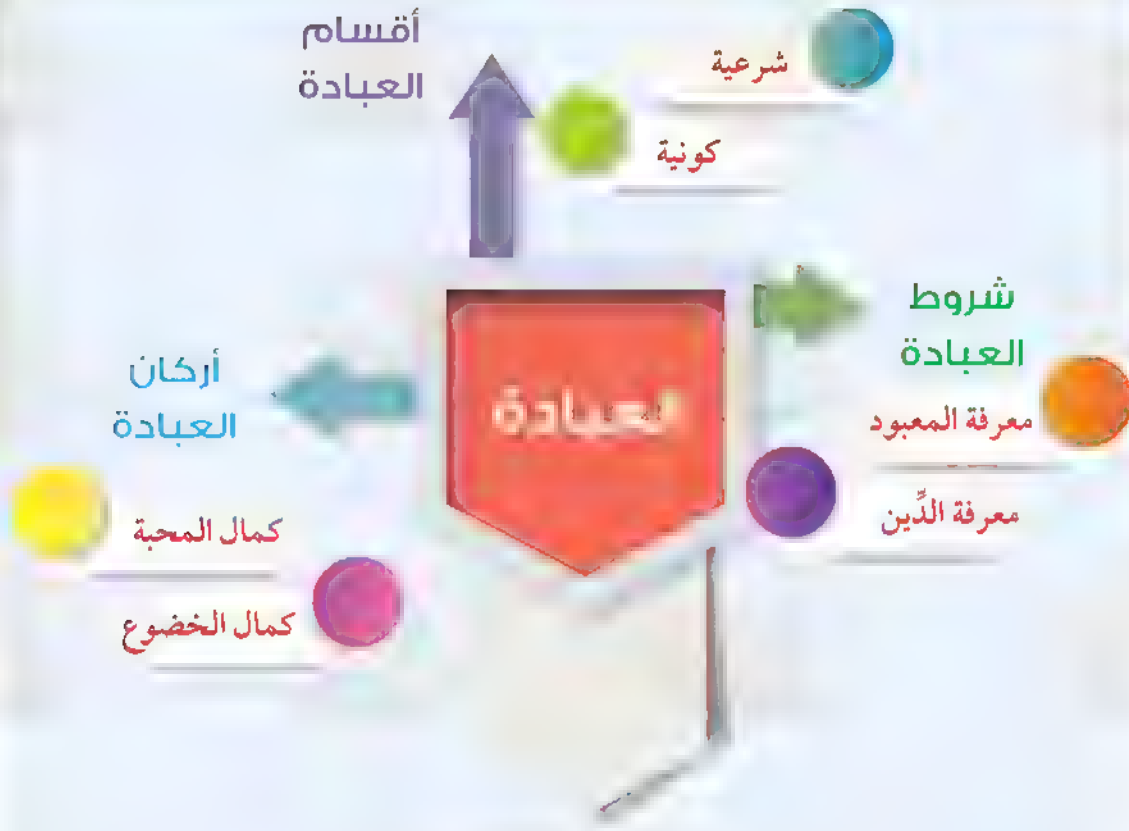 أقسام
العبادة
شرعية
كونية
العبادة
شروط
العبادة
معرفة المعبود
معرفة الدِّين
أركان
العبادة
كمال المحبة
كمال الخضوع